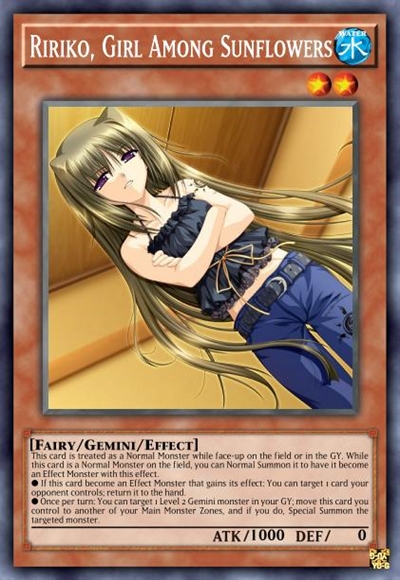 Ririko, Girl Among Sunflowers
WATER
水
[Fairy/Gemini/Effect]
This card is treated as a Normal Monster while face-up on the field or in the GY. While
this card is a Normal Monster on the field, you can Normal Summon it to have it become
an Effect Monster with this effect.
● If this card become an Effect Monster that gains its effect: You can target 1 card your
opponent controls; return it to the hand.
● Once per turn: You can target 1 Level 2 Gemini monster in your GY; move this card you
control to another of your Main Monster Zones, and if you do, Special Summon the
targeted monster.
ATK/1000 DEF/ 0